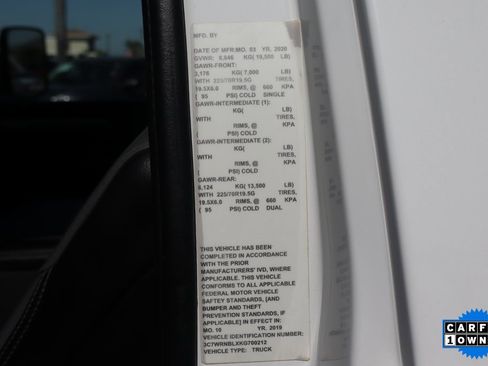 MFD. BY
DATE OF MFR:MO. 03 YR. 2020
GVWR: 8,846 KG( 19,500 LB)
GAWR-FRONT:
3,176 KG( 7,000 LB)
WITH 225/70R19.5G TIRES,
19.5X6.0 RIMS, @ 660 KPA
( 95 PSI) COLD SINGLE
GAWR-INTERMEDIATE (1):
KG( LB)
WITH TIRES,
RIMS, @ KPA
( PSI) COLD
GAWR-INTERMEDIATE (2):
KG( LB)
WITH TIRES,
RIMS, @ KPA
( PSI) COLD
GAWR-REAR:
6,124 KG( 13,500 LB)
WITH 225/70R19.5G TIRES,
19.5X6.0 RIMS, @ 660 KPA
( 95 PSI) COLD DUAL
THIS VEHICLE HAS BEEN
COMPLETED IN ACCORDANCE
WITH THE PRIOR
MANUFACTURERS' IVD, WHERE
APPLICABLE. THIS VEHICLE
CONFORMS TO ALL APPLICABLE
FEDERAL MOTOR VEHICLE
SAFTEY STANDARDS, (AND
BUMPER AND THEFT
PREVENTION STANDARDS, IF
APPLICABLE] IN EFFECT IN:
MO. 10 YR. 2019
VEHICLE IDENTIFICATION NUMBER:
3C7WRNBLXKG700212
VEHICLE TYPE: TRUCK
CARF
1 OWN